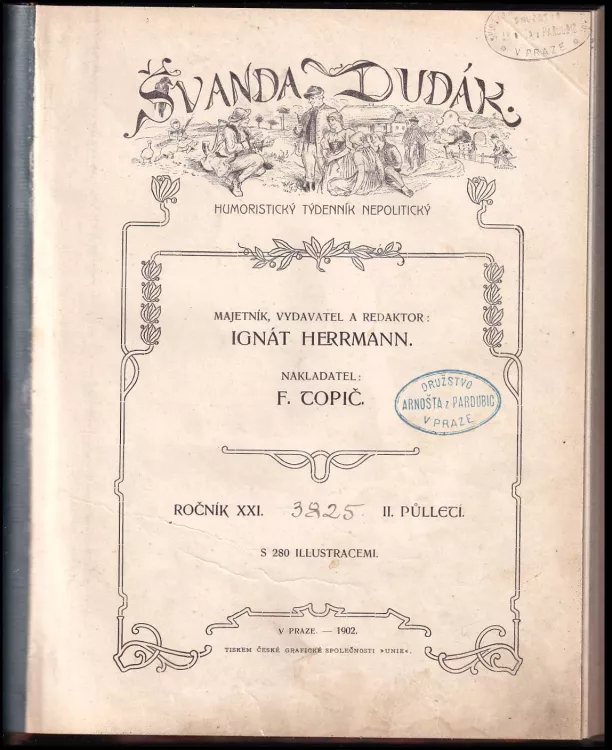 ŠVANDA DUDÁK.
HUMORISTICKÝ TÝDENNÍK NEPOLITICKÝ
MAJETNÍK, VYDAVATEL A REDAKTOR:
IGNÁT HERRMANN.
NAKLADATEL:
F. TOPIČ.
DRUŽSTVO
ARNOŠTA z PARDUBIC
V PRAZE
ROČNÍK XXI. 3825 II. PŮLLETÍ.
S 280 ILLUSTRACEMI.
V PRAZE. — 1902.
TISKEM ČESKÉ GRAFICKÉ SPOLEČNOSTI »UNIE«.
V PRAZE